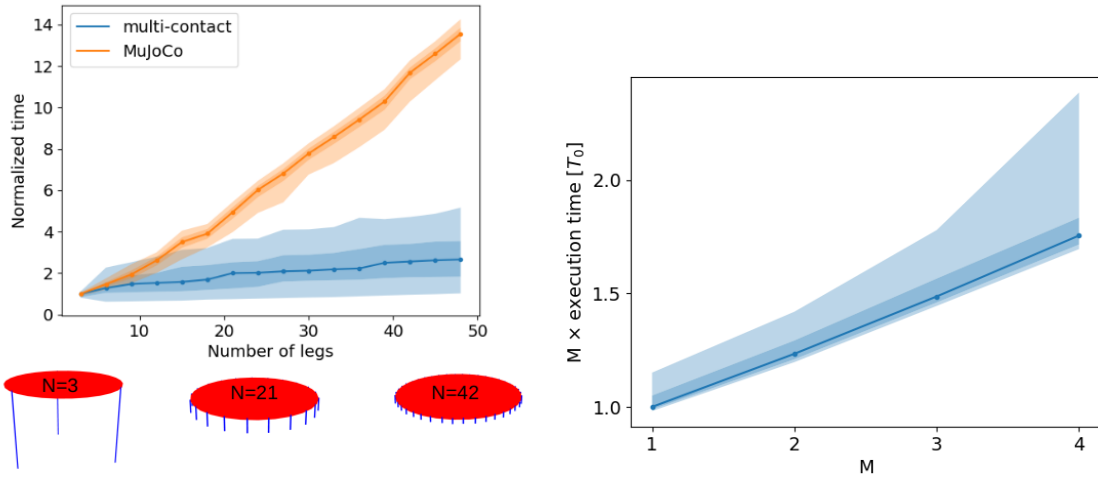 14
12
10
8
6
4
2
0
Normalized time
multi-contact
MuJoCo
10
20
30
40
50
Number of legs
N=3
N=21
N=42
2.0
1.5
1.0
M × execution time [T₀]
1
2
3
4
M